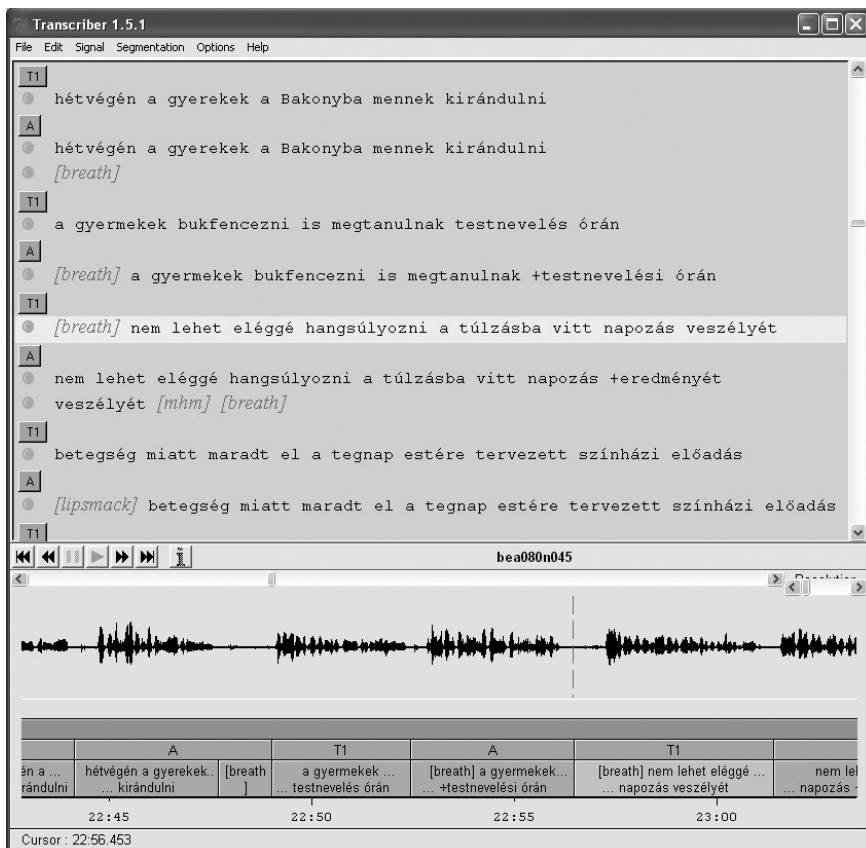 Transcriber 1.5.1
File Edit Signal Segmentation Options Help
T1
hétvégén a gyerekek a Bakonyba mennek kirándulni
A
hétvégén a gyerekek a Bakonyba mennek kirándulni
[breath]
T1
a gyermekek bukfencezni is megtanulnak testnevelés órán
A
[breath] a gyermekek bukfencezni is megtanulnak +testnevelési órán
T1
[breath] nem lehet eléggé hangsúlyozni a túlzásba vitt napozás veszélyét
A
nem lehet eléggé hangsúlyozni a túlzásba vitt napozás +eredményét
veszélyét [mhm] [breath]
T1
betegség miatt maradt el a tegnap estére tervezett színházi előadás
A
[lipsmack] betegség miatt maradt el a tegnap estére tervezett színházi előadás
T1
i
bea080n045
A T1 A T1
én a ... hétvégén a gyerekek.. [breath a gyermekek ... [breath] a gyermekek... [breath] nem lehet eléggé ... nem lel
rándulni ... kirándulni ] ... testnevelés órán ... +testnevelési órán ... napozás veszélyét ... napozás
22:45 22:50 22:55 23:00
Cursor : 22:56.453